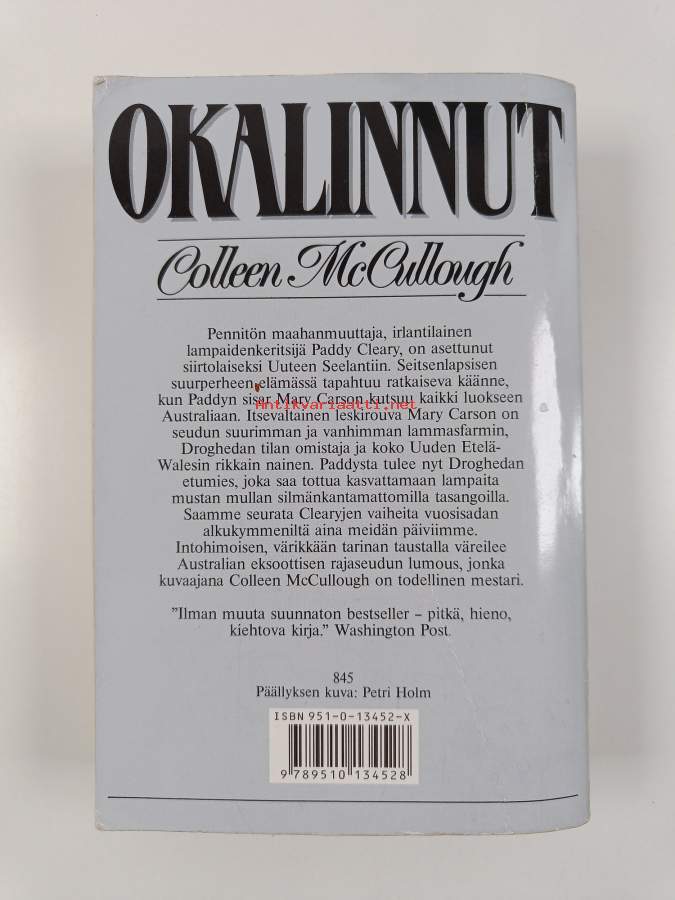 OKALINNUT
Colleen McCullough
Pennitön maahanmuuttaja, irlantilainen
lampaidenkeritsijä Paddy Cleary, on asettunut
siirtolaiseksi Uuteen Seelantiin. Seitsenlapsisen
suurperheen elämässä tapahtuu ratkaiseva käänne,
kun Paddyn sisar Mary Carson kutsuu kaikki luokseen
Antikvariaatti.net
Australiaan. Itsevaltainen leskirouva Mary Carson on
seudun suurimman ja vanhimman lammasfarmin,
Droghedan tilan omistaja ja koko Uuden Etelä-
Walesin rikkain nainen. Paddysta tulee nyt Droghedan
etumies, joka saa tottua kasvattamaan lampaita
mustan mullan silmänkantamattomilla tasangoilla.
Saamme seurata Clearyjen vaiheita vuosisadan
alkukymmeniltä aina meidän päiviimme.
Intohimoisen, värikkään tarinan taustalla väreilee
Australian eksoottisen rajaseudun lumous, jonka
kuvaajana Colleen McCullough on todellinen mestari.
”Ilman muuta suunnaton bestseller – pitkä, hieno,
kiehtova kirja.” Washington Post.
845
Päällyksen kuva: Petri Holm
ISBN 951-0-13452-X
9 789510 134528